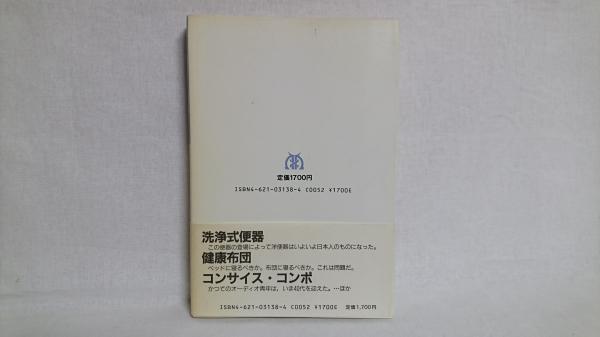 定価1700円
ISBN4-621-03138-4 C0052 ¥1700E
洗浄式便器
この便器の登場によって洋便器はいよいよ日本人のものになった。
健康布団
ベッドに寝るべきか。布団に寝るべきか。これは問題だ。
コンサイス・コンポ
かつてのオーディオ青年は、いま40代を迎えた。…ほか
ISBN4-621-03138-4 C0052 ¥1700E 定価1,700円